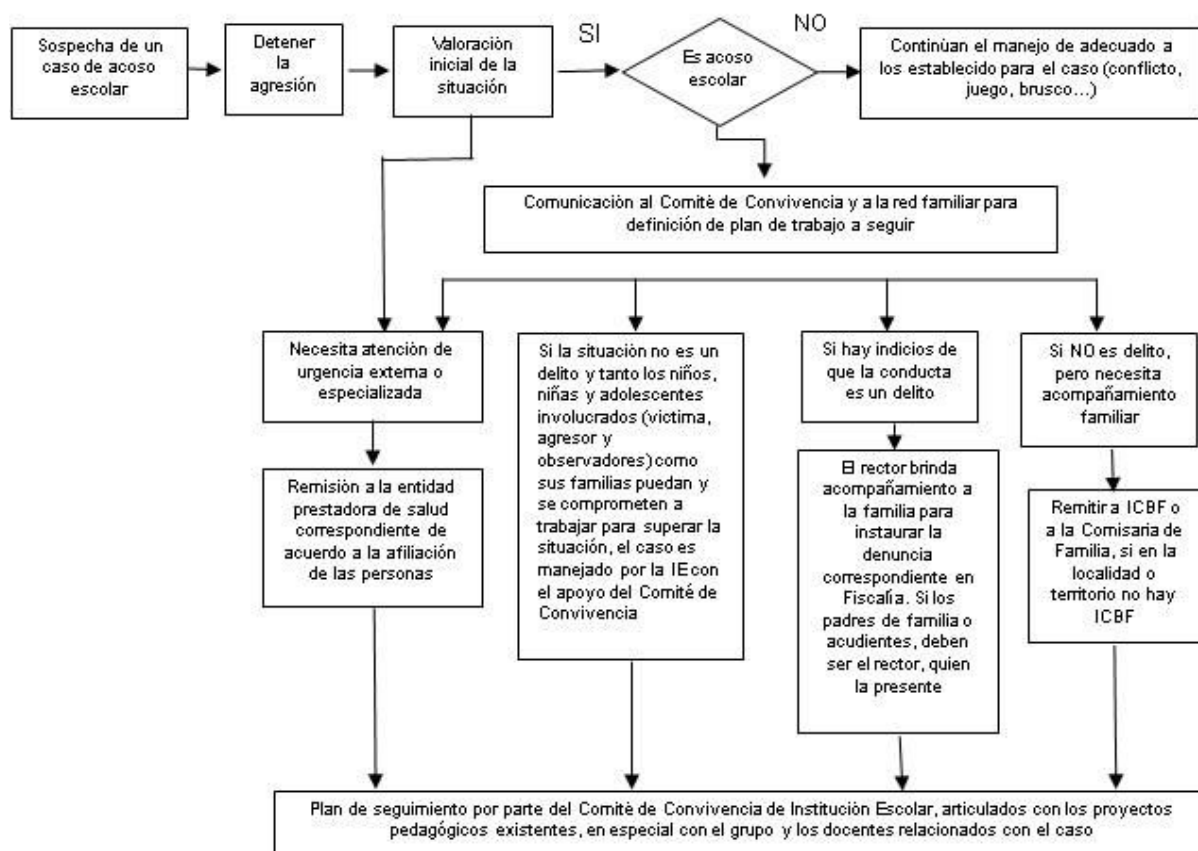 Sospecha de un
caso de acoso
escolar
Detener
la
agresión
Valoración
inicial de la
situación
SI
Es acoso
escolar
NO
Continùan el manejo de adecuado a
los establecido para el caso (conflicto,
juego, brusco...)
Comunicación al Comitè de Convivencia y a la red familiar para
definición de plan de trabajo a seguir
Necesita atención de
urgencia externa o
especializada
Si la situación no es un
delito y tanto los niños,
niñas y adolescentes
involucrados (victima,
agresor y
observadores) como
sus familias puedan y
se comprometen a
trabajar para superar la
situación, el caso es
manejado por la IE con
el apoyo del Comité de
Convivencia
Si hay indicios de
que la conducta
es un delito
Si NO es delito,
pero necesita
acompañamiento
familiar
Remisión a la entidad
prestadora de salud
correspondiente de
acuerdo a la afiliación
de las personas
El rector brinda
acompañamiento a
la familia para
instaurar la
denuncia
correspondiente en
Fiscalìa. Si los
padres de familia o
acudientes, deben
ser el rector, quien
la presente
Remitir a ICBF o
a la Comisaria de
Familia, si en la
localidad o
territorio no hay
ICBF
Plan de seguimiento por parte del Comitè de Convivencia de Instituciòn Escolar, articulados con los proyectos
pedagógicos existentes, en especial con el grupo y los docentes relacionados con el caso